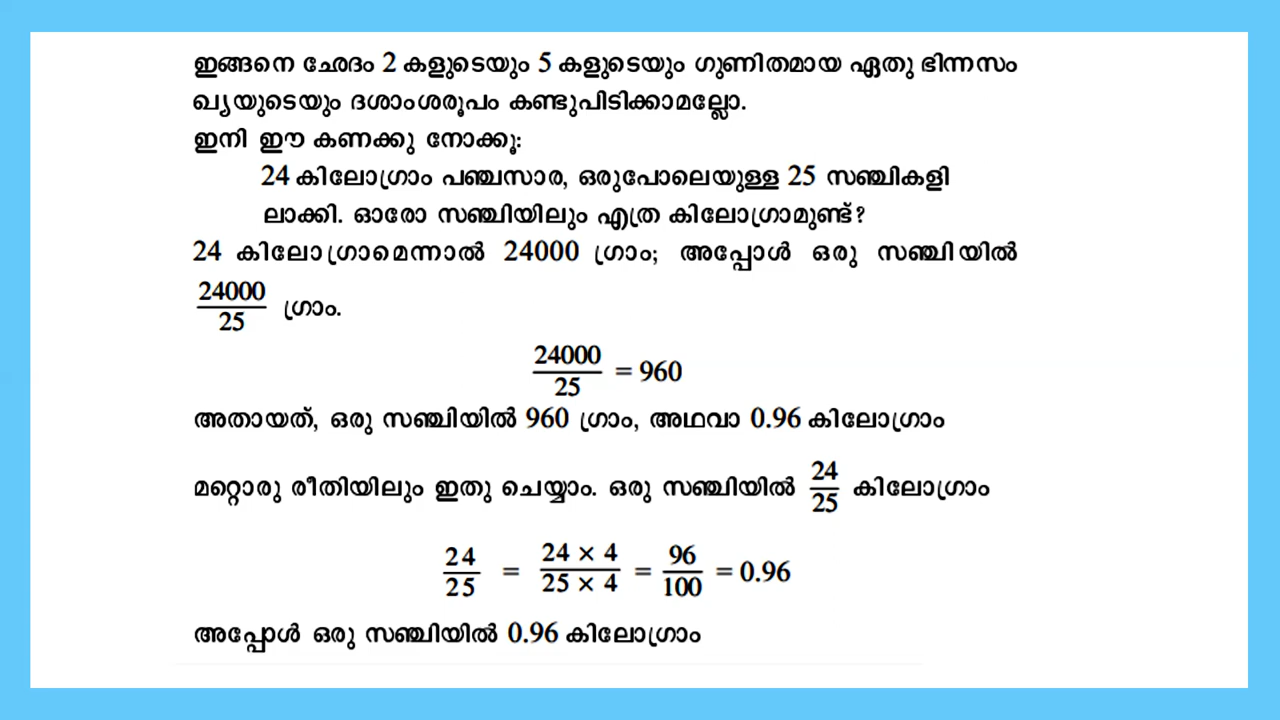 ഇങ്ങനെ ഛേദം 2 കളുടെയും 5 കളുടെയും ഗുണിതമായ ഏതു ഭിന്നസം
ഖ്യയുടെയും ദശാംശരൂപം കണ്ടുപിടിക്കാമല്ലോ.
ഇനി ഈ കണക്കു നോക്കൂ:
24 കിലോഗ്രാം പഞ്ചസാര, ഒരുപോലെയുള്ള 25 സഞ്ചികളി
ലാക്കി. ഓരോ സഞ്ചിയിലും എത്ര കിലോഗ്രാമുണ്ട്?
24 കിലോഗ്രാമെന്നാൽ 24000 ഗ്രാം; അപ്പോൾ ഒരു സഞ്ചിയിൽ
24000/25 ഗ്രാം.
24000/25 = 960
അതായത്, ഒരു സഞ്ചിയിൽ 960 ഗ്രാം, അഥവാ 0.96 കിലോഗ്രാം
മറ്റൊരു രീതിയിലും ഇതു ചെയ്യാം. ഒരു സഞ്ചിയിൽ 24/25 കിലോഗ്രാം
24/25 = 24 × 4/25 × 4 = 96/100 = 0.96
അപ്പോൾ ഒരു സഞ്ചിയിൽ 0.96 കിലോഗ്രാം